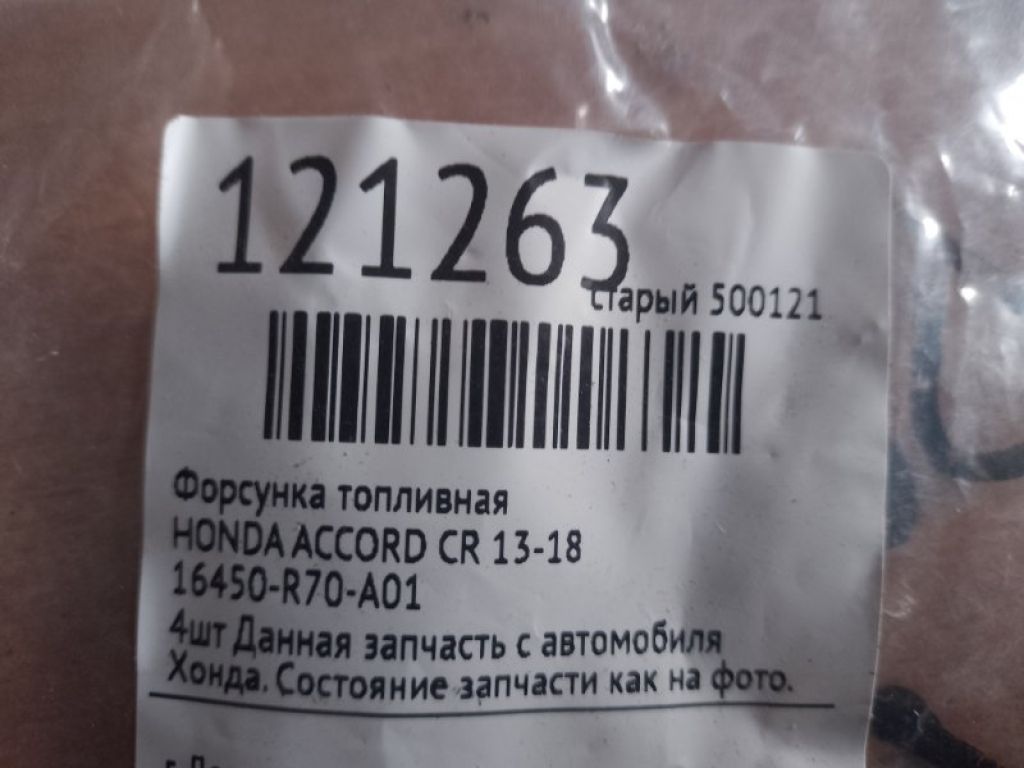 121263
старый 500121
Форсунка топливная
HONDA ACCORD CR 13-18
16450-R70-A01
4шт Данная запчасть с автомобиля
Хонда. Состояние запчасти как на фото.